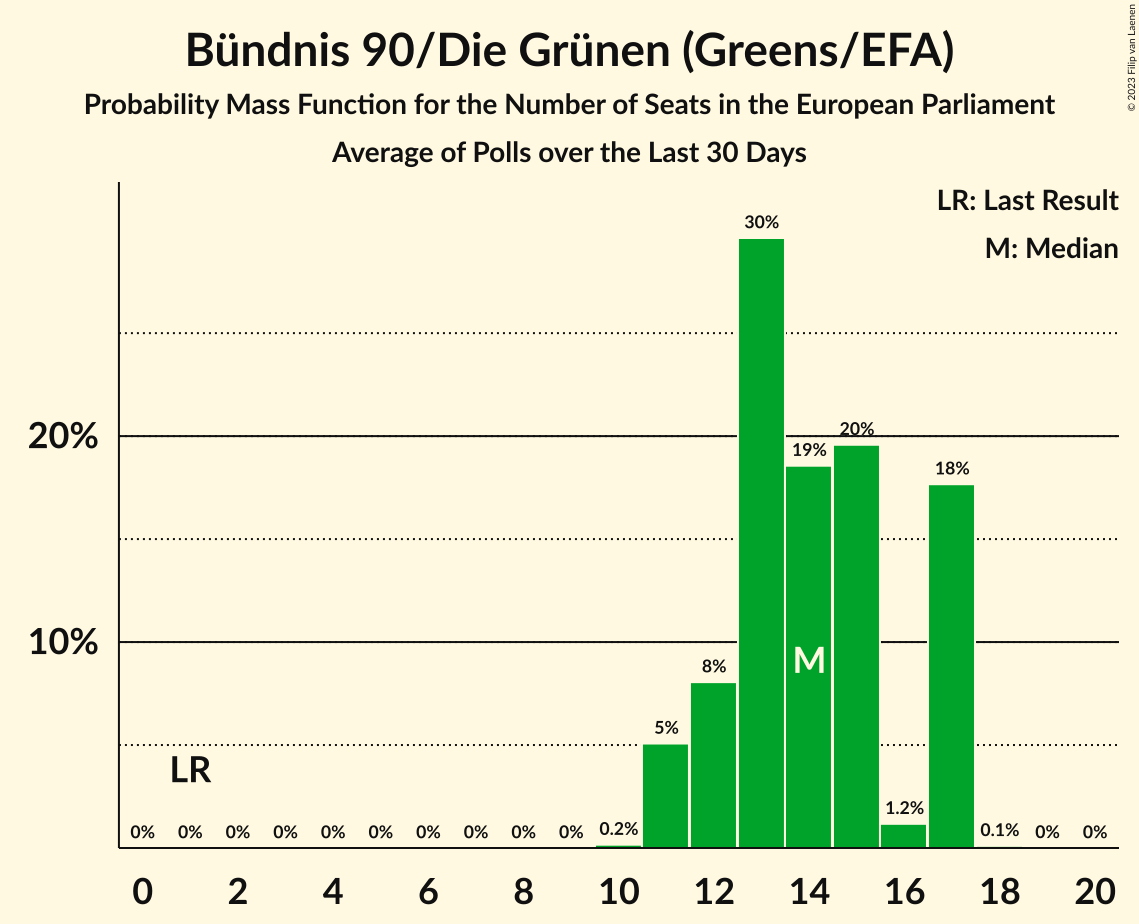 Bündnis 90/Die Grünen (Greens/EFA)
Probability Mass Function for the Number of Seats in the European Parliament
Average of Polls over the Last 30 Days
© 2023 Filip van Laenen
LR: Last Result
M: Median
30%
20%
20%
19%
18%
10%
M
8%
5%
LR
0% 0% 0% 0% 0% 0% 0% 0% 0% 0% 0.2% 1.2% 0.1% 0% 0%
0 2 4 6 8 10 12 14 16 18 20